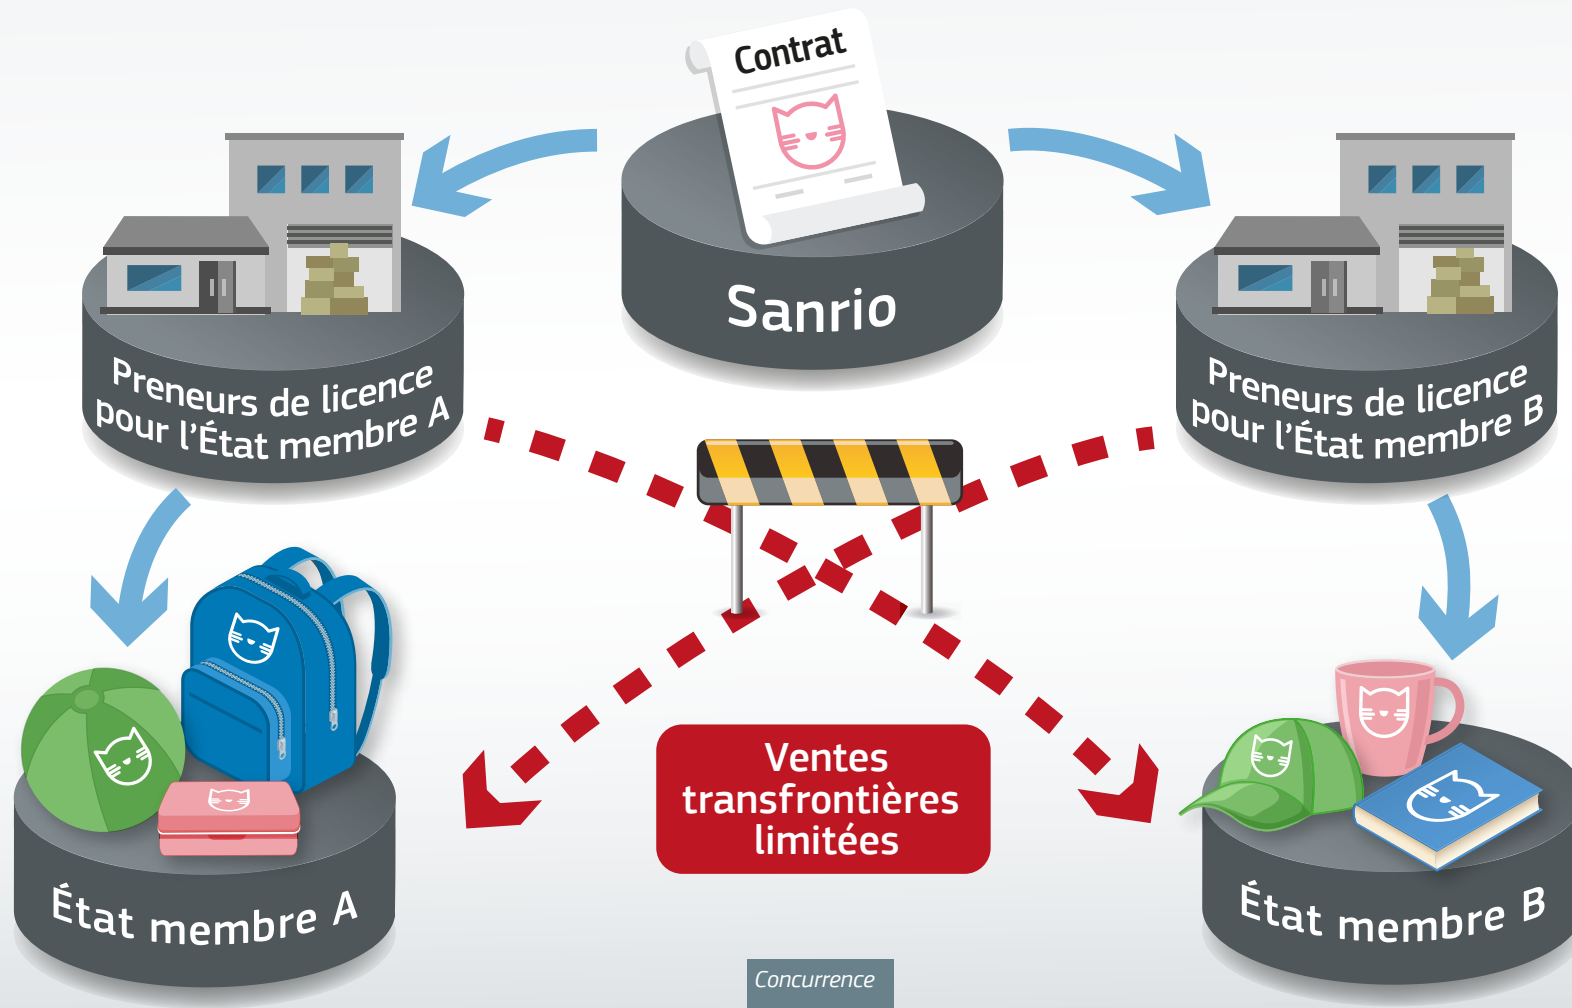 Contrat
Sanrio
Preneurs de licence
pour l'État membre A
Preneurs de licence
pour l'État membre B
Ventes
transfrontières
limitées
État membre A
État membre B
Concurrence